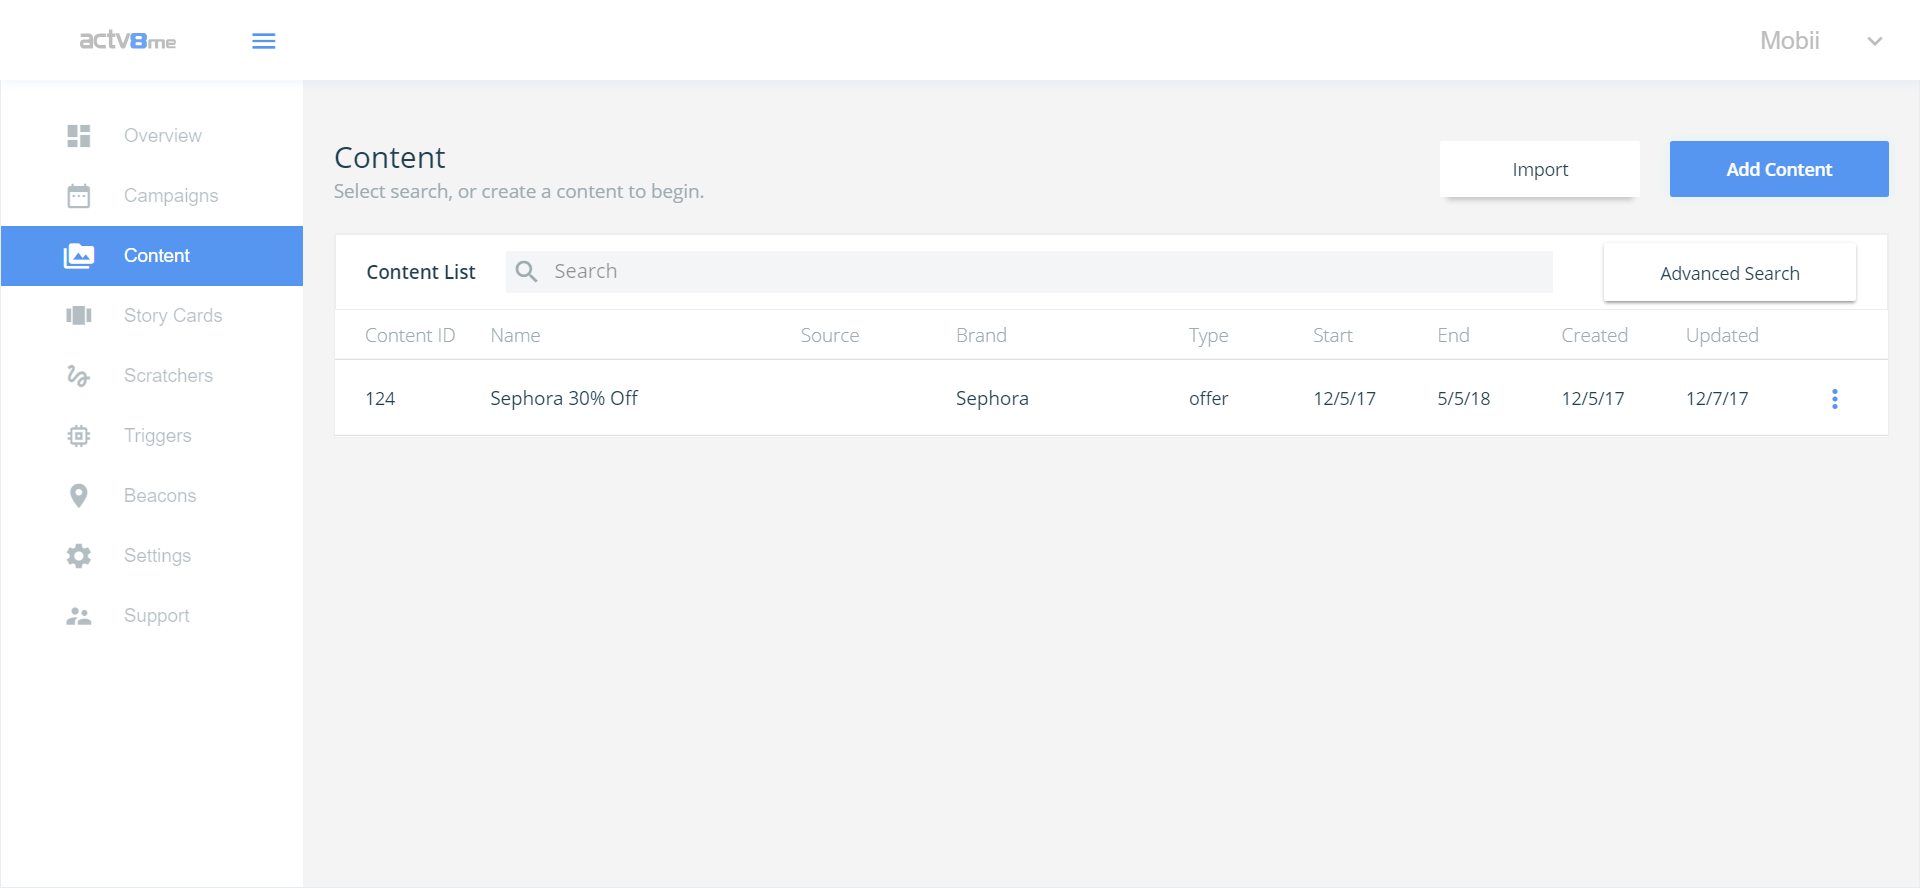 actv8me
Mobii
Overview
Campaigns
Content
Story Cards
Scratchers
Triggers
Beacons
Settings
Support
Content
Select search, or create a content to begin.
Import
Add Content
Content List
Search
Advanced Search
Content ID Name Source Brand Type Start End Created Updated
124 Sephora 30% Off Sephora offer 12/5/17 5/5/18 12/5/17 12/7/17